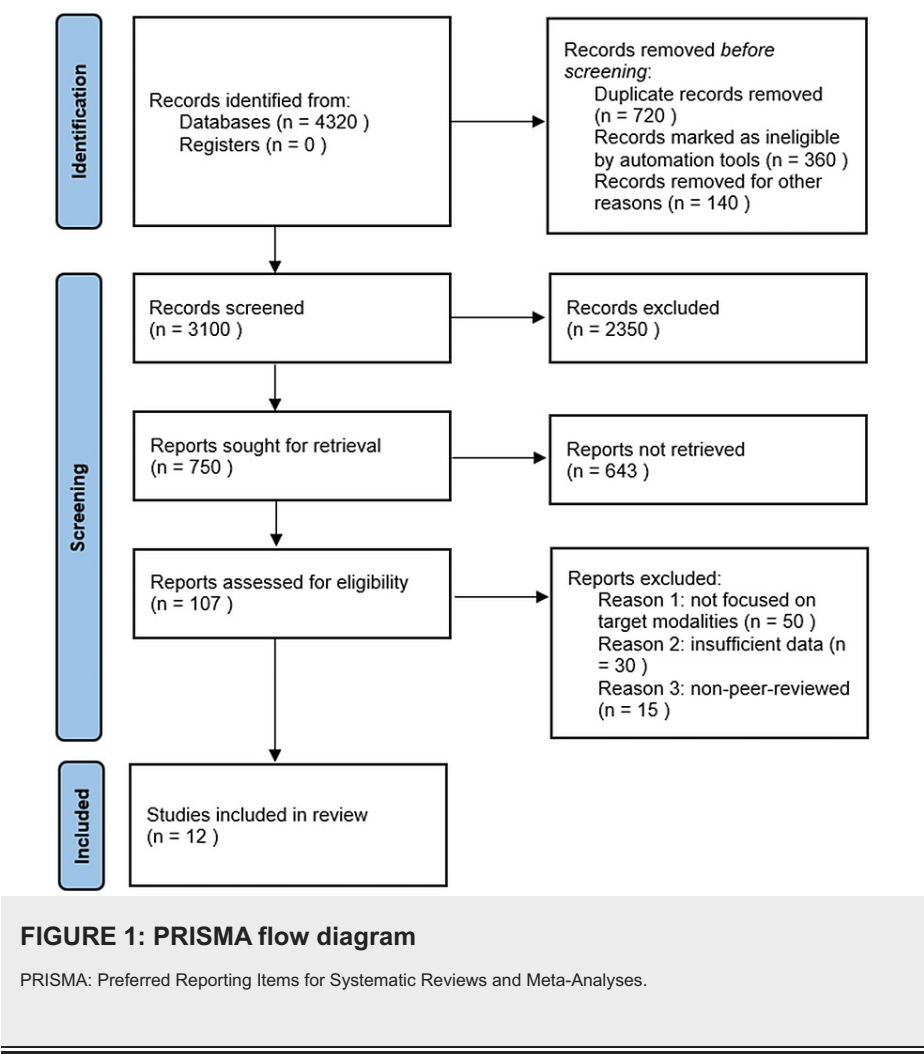 Identification
Records identified from:
Databases (n = 4320 )
Registers (n = 0 )
Records removed before
screening:
Duplicate records removed
(n = 720 )
Records marked as ineligible
by automation tools (n = 360 )
Records removed for other
reasons (n = 140 )
Screening
Records screened
(n = 3100 )
Records excluded
(n = 2350 )
Reports sought for retrieval
(n = 750 )
Reports not retrieved
(n = 643 )
Reports assessed for eligibility
(n = 107 )
Reports excluded:
Reason 1: not focused on
target modalities (n = 50 )
Reason 2: insufficient data (n
= 30 )
Reason 3: non-peer-reviewed
(n = 15 )
Included
Studies included in review
(n = 12 )
FIGURE 1: PRISMA flow diagram
PRISMA: Preferred Reporting Items for Systematic Reviews and Meta-Analyses.